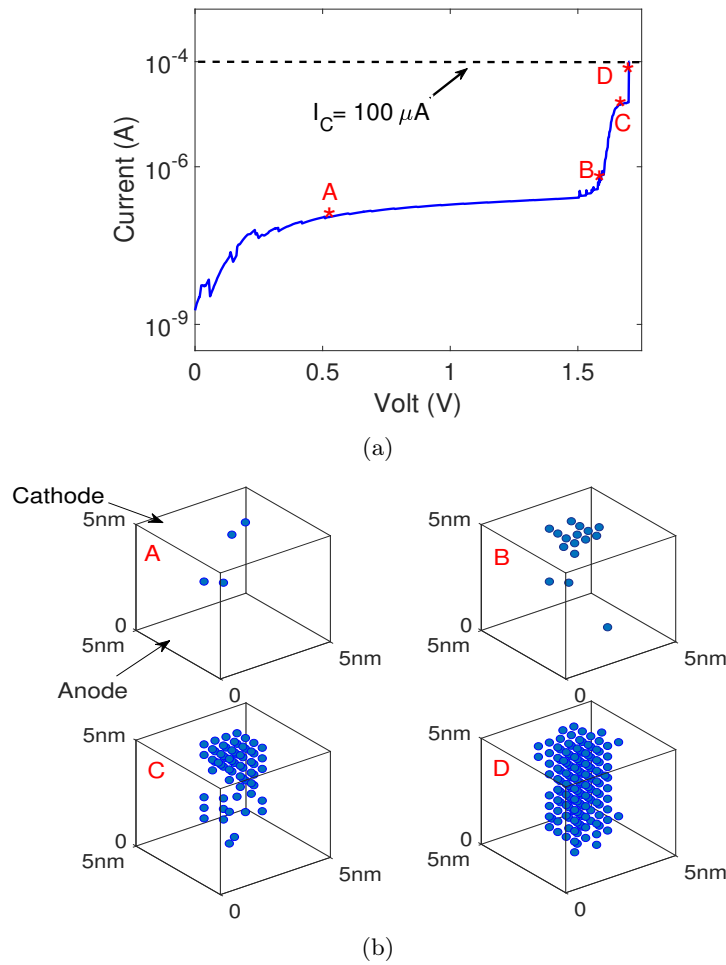 10-4
D
IC= 100 μA
C
A
B
10-6
Current (A)
10-9
0
0.5
1
1.5
Volt (V)
(a)
Cathode
5nm
A
5nm
B
0
5nm
0
5nm
5nm
5nm
Anode
0
0
5nm
C
5nm
D
0
5nm
0
5nm
5nm
5nm
0
0
(b)